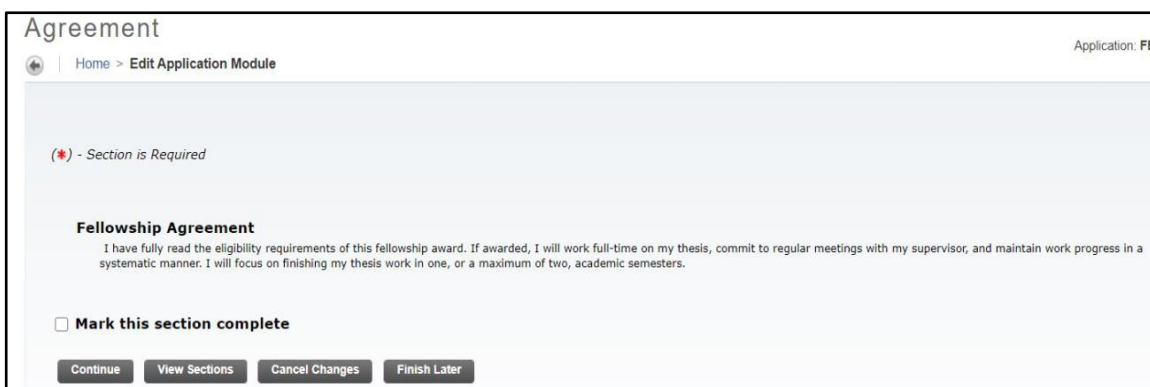 Agreement
Application: FE
Home > Edit Application Module
(*) - Section is Required
Fellowship Agreement
I have fully read the eligibility requirements of this fellowship award. If awarded, I will work full-time on my thesis, commit to regular meetings with my supervisor, and maintain work progress in a
systematic manner. I will focus on finishing my thesis work in one, or a maximum of two, academic semesters.
Mark this section complete
Continue View Sections Cancel Changes Finish Later